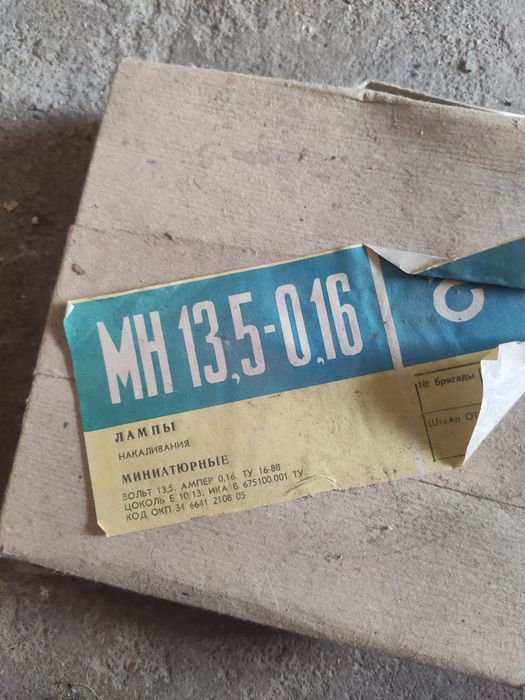 МН 13,5-0,16
ЛАМПЫ
НАКАЛИВАНИЯ
МИНИАТЮРНЫЕ
ВОЛЬТ 13,5. АМПЕР 0,16. ТУ 16-88
ЦОКОЛЬ Е 10/13. ИКА В 675100.001 ТУ
КОД ОКП 34 6641 2108 05
№ бригады
Штамп ОТ